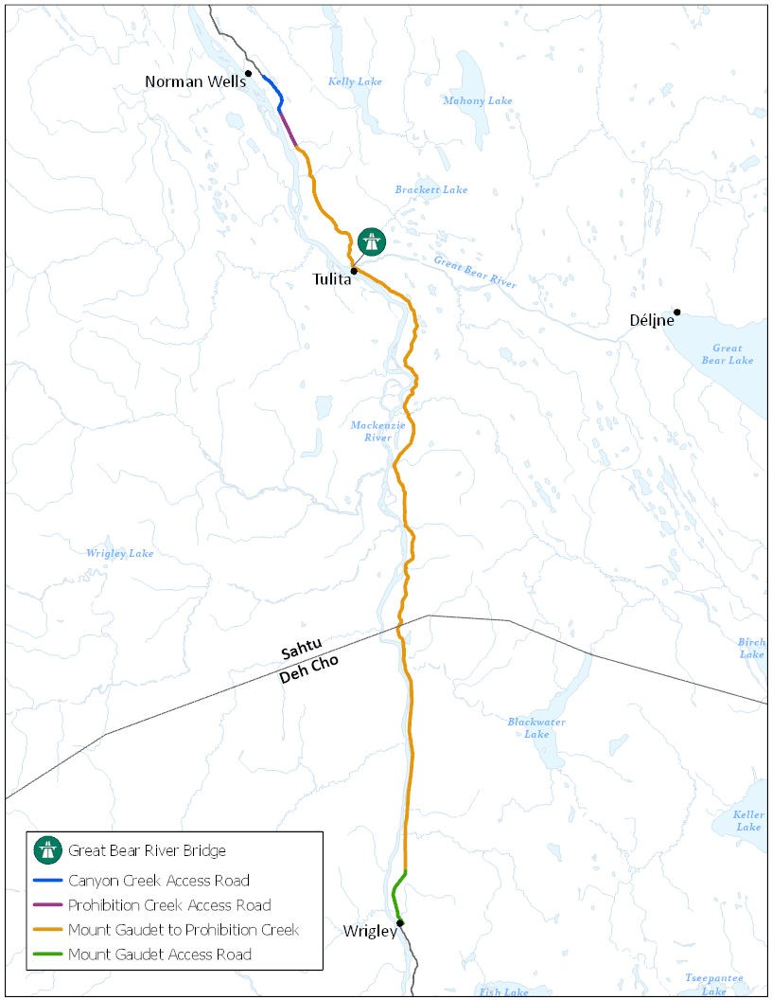 Norman Wells
Kelly Lake
Mahony Lake
Brackett Lake
Great Bear River
Tulita
Délı̨nę
Great
Bear Lake
Mackenzie
River
Wrigley Lake
Sahtu
Deh Cho
Birch
Lake
Blackwater
Lake
Keller
Lake
Great Bear River Bridge
Canyon Creek Access Road
Prohibition Creek Access Road
Mount Gaudet to Prohibition Creek
Mount Gaudet Access Road
Wrigley
Fish Lake
Tseepantee
Lake